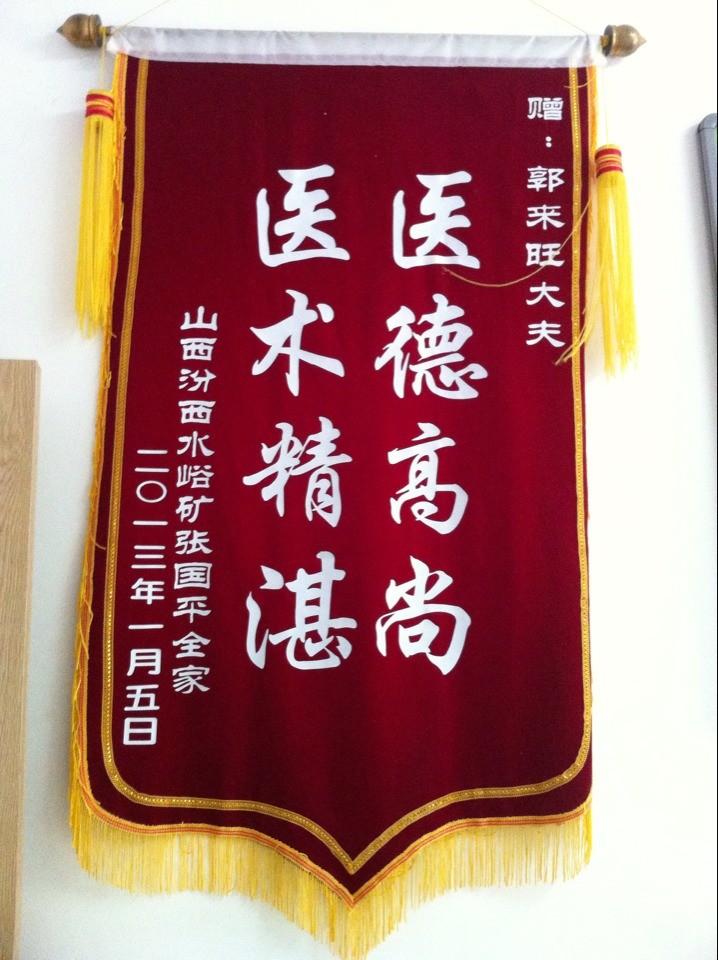 赠：郭来旺大夫
医德高尚
医术精湛
山西汾西水峪矿张国平全家
二〇一三年一月五日